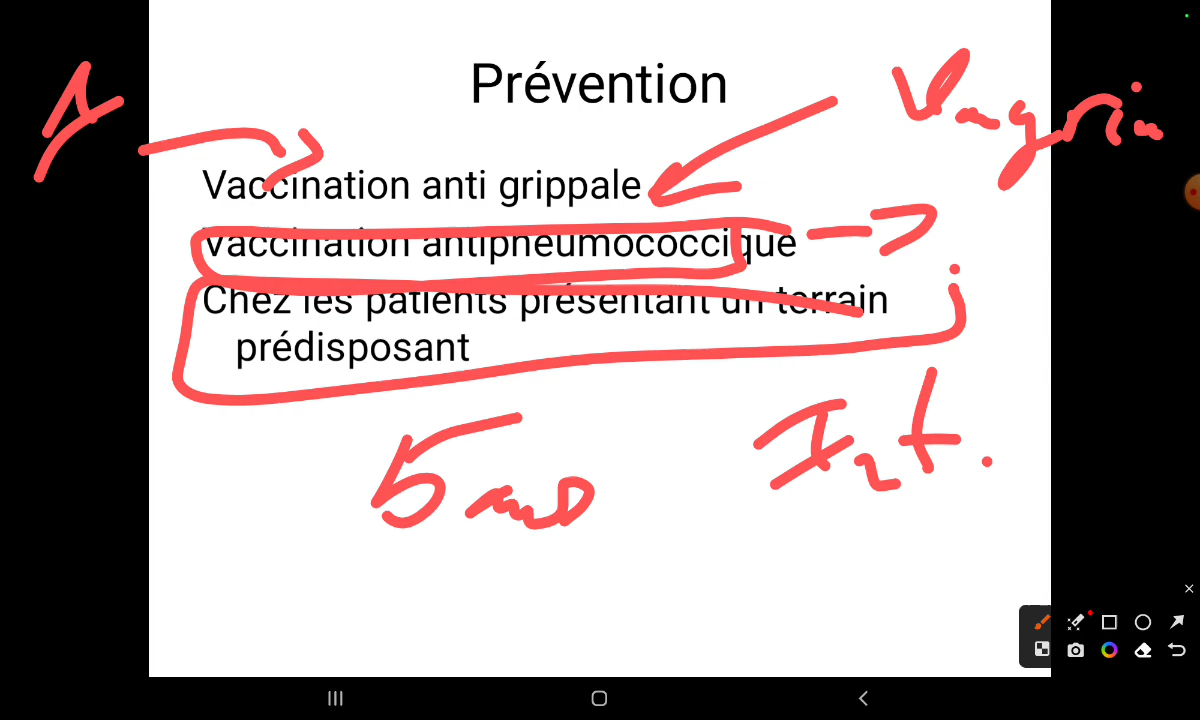 Prévention
Vaccination anti grippale
Vaccination antipneumococcique
Chez les patients présentant un terrain
prédisposant
5 ans